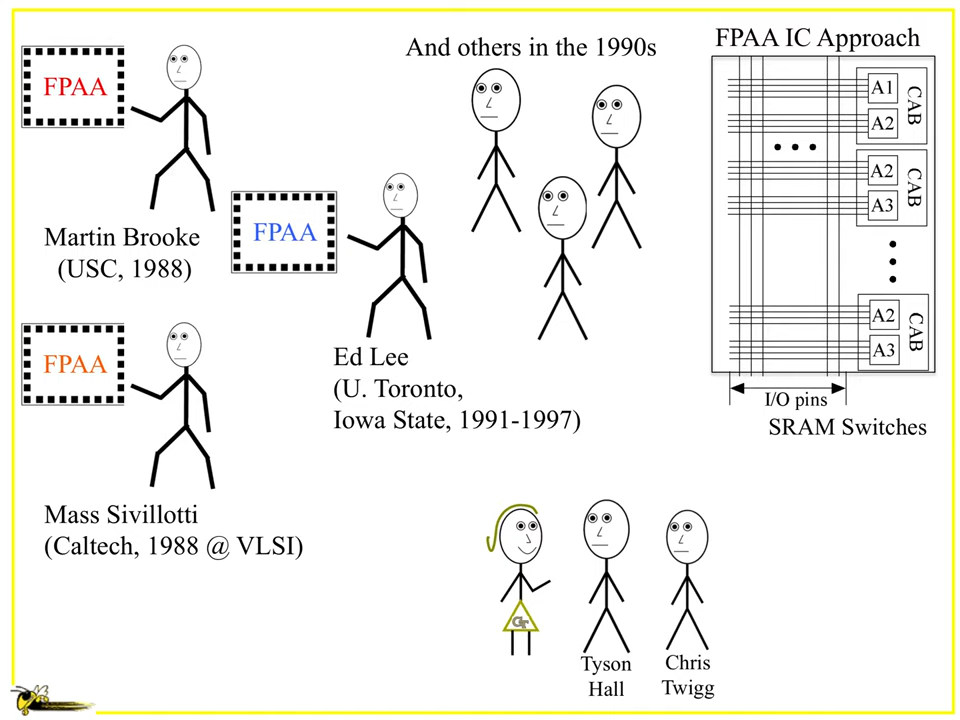 FPAA
Martin Brooke
(USC, 1988)
FPAA
Ed Lee
(U. Toronto,
Iowa State, 1991-1997)
And others in the 1990s
FPAA
Mass Sivillotti
(Caltech, 1988 @ VLSI)
FPAA IC Approach
A1
A2
CAB
A2
A3
CAB
A2
A3
CAB
I/O pins
SRAM Switches
GT
Tyson
Hall
Chris
Twigg